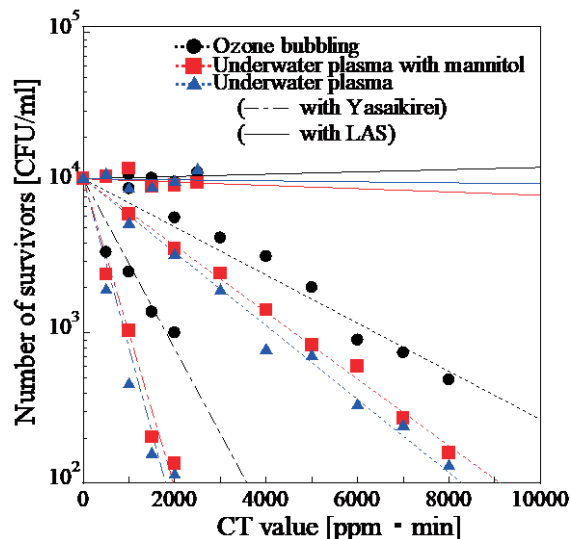 10^5
Ozone bubbling
Underwater plasma with mannitol
Underwater plasma
(—·— with Yasaikirei)
(—— with LAS)
10^4
10^3
10^2
Number of survivors [CFU/ml]
0 2000 4000 6000 8000 10000
CT value [ppm・min]